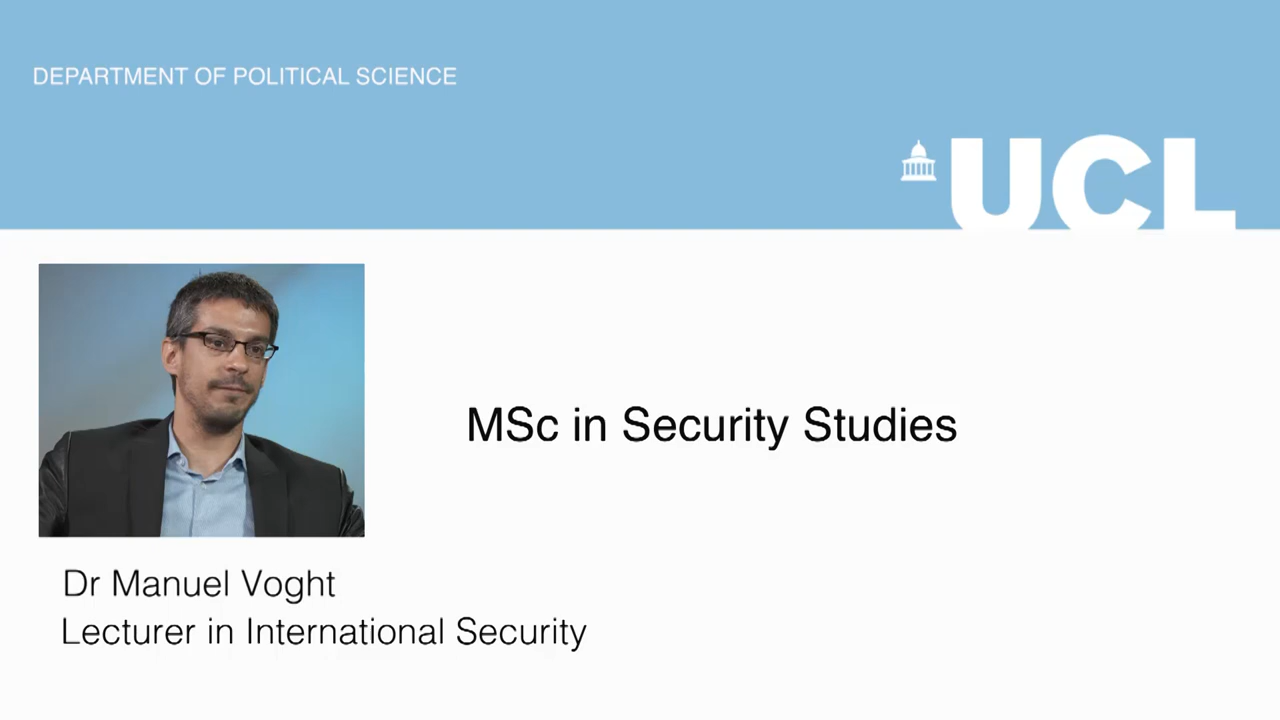 DEPARTMENT OF POLITICAL SCIENCE
UCL
MSc in Security Studies
Dr Manuel Voght
Lecturer in International Security